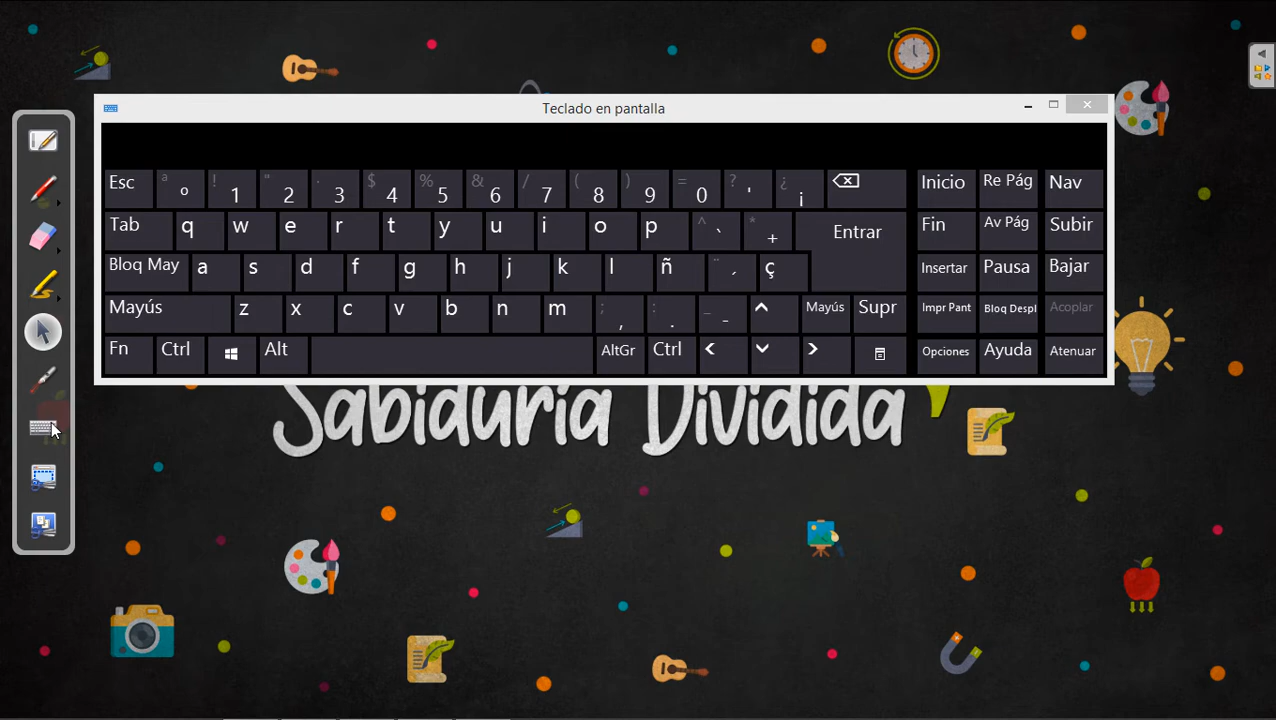 Teclado en pantalla
Esc ª º ! 1 " 2 · 3 $ 4 % 5 & 6 / 7 ( 8 ) 9 = 0 ? ' ¿ ¡ Inicio Re Pág Nav
Tab q w e r t y u i o p ^ ` * + Entrar Fin Av Pág Subir
Bloq May a s d f g h j k l ñ ¨ ´ ç Insertar Pausa Bajar
Mayús z x c v b n m ; , : . _ - Mayús Supr Impr Pant Bloq Despl Acoplar
Fn Ctrl Alt AltGr Ctrl Opciones Ayuda Atenuar
Sabiduría Dividida